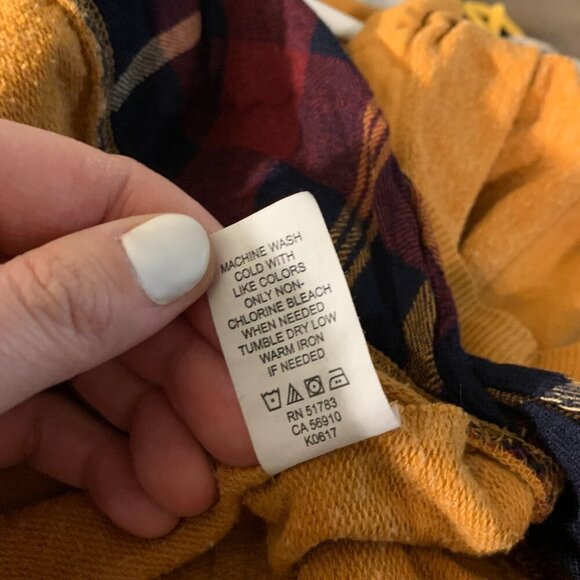 MACHINE WASH
COLD WITH
LIKE COLORS
ONLY NON-
CHLORINE BLEACH
WHEN NEEDED
TUMBLE DRY LOW
WARM IRON
IF NEEDED
RN 51783
CA 56910
K0617